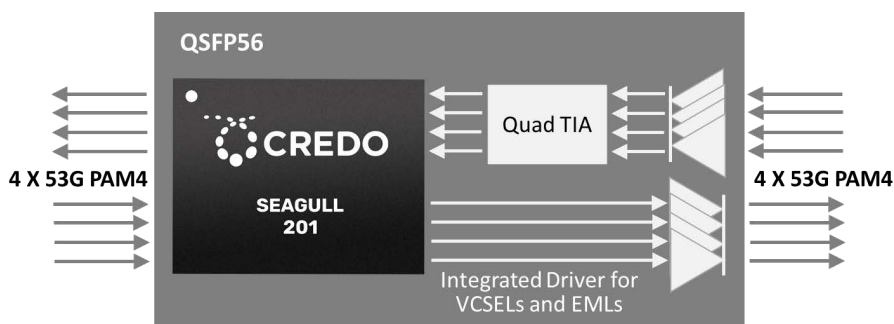 QSFP56
CREDO
SEAGULL
201
Quad TIA
4 X 53G PAM4
4 X 53G PAM4
Integrated Driver for
VCSELs and EMLs